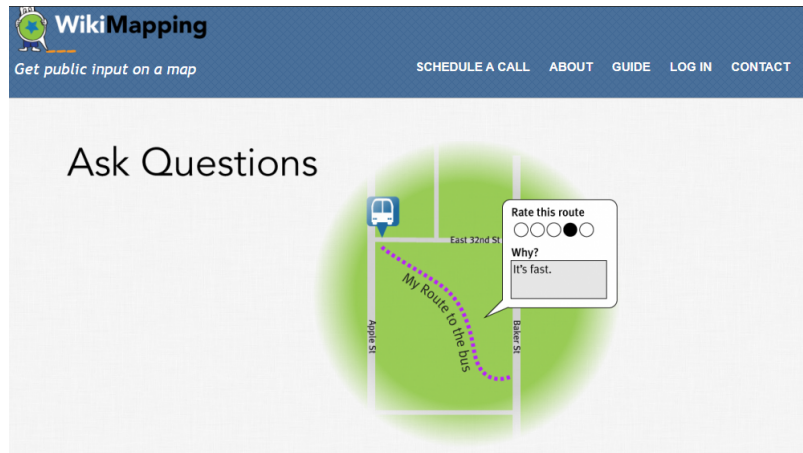 WikiMapping
Get public input on a map
SCHEDULE A CALL ABOUT GUIDE LOG IN CONTACT
Ask Questions
Rate this route
East 32nd St
Why?
It's fast.
My Route to the bus
Apple St
Baker St